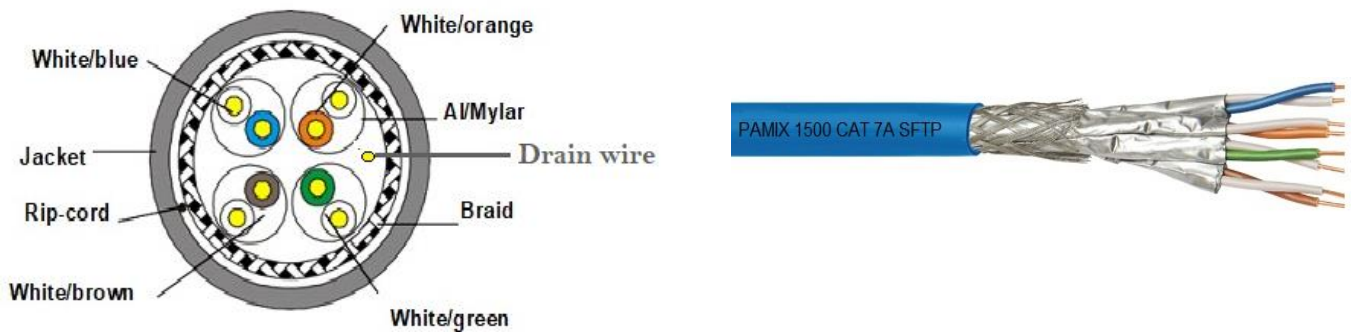 White/orange
White/blue
Al/Mylar
Jacket
Drain wire
Rip-cord
Braid
White/brown
White/green
PAMIX 1500 CAT 7A SFTP